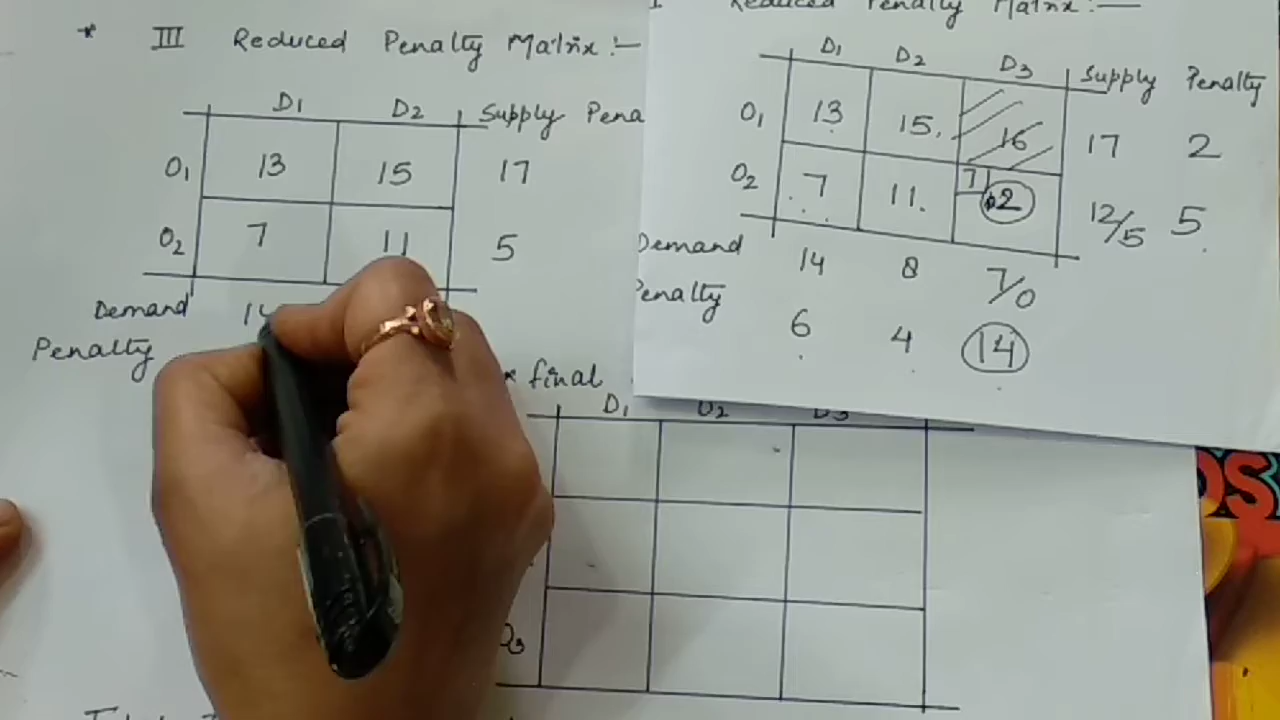 * III Reduced Penalty Matrix :-
D1 D2 Supply Pena
O1 13 15 17
O2 7 11 5
Demand 14
Penalty
Reduced Penalty Matrix :-
D1 D2 D3 Supply Penalty
O1 13 15 16 17 2
O2 7 11 7 2 12/5 5
Demand 14 8 7/0
Penalty 6 4 14
* final
D1 D2 D3